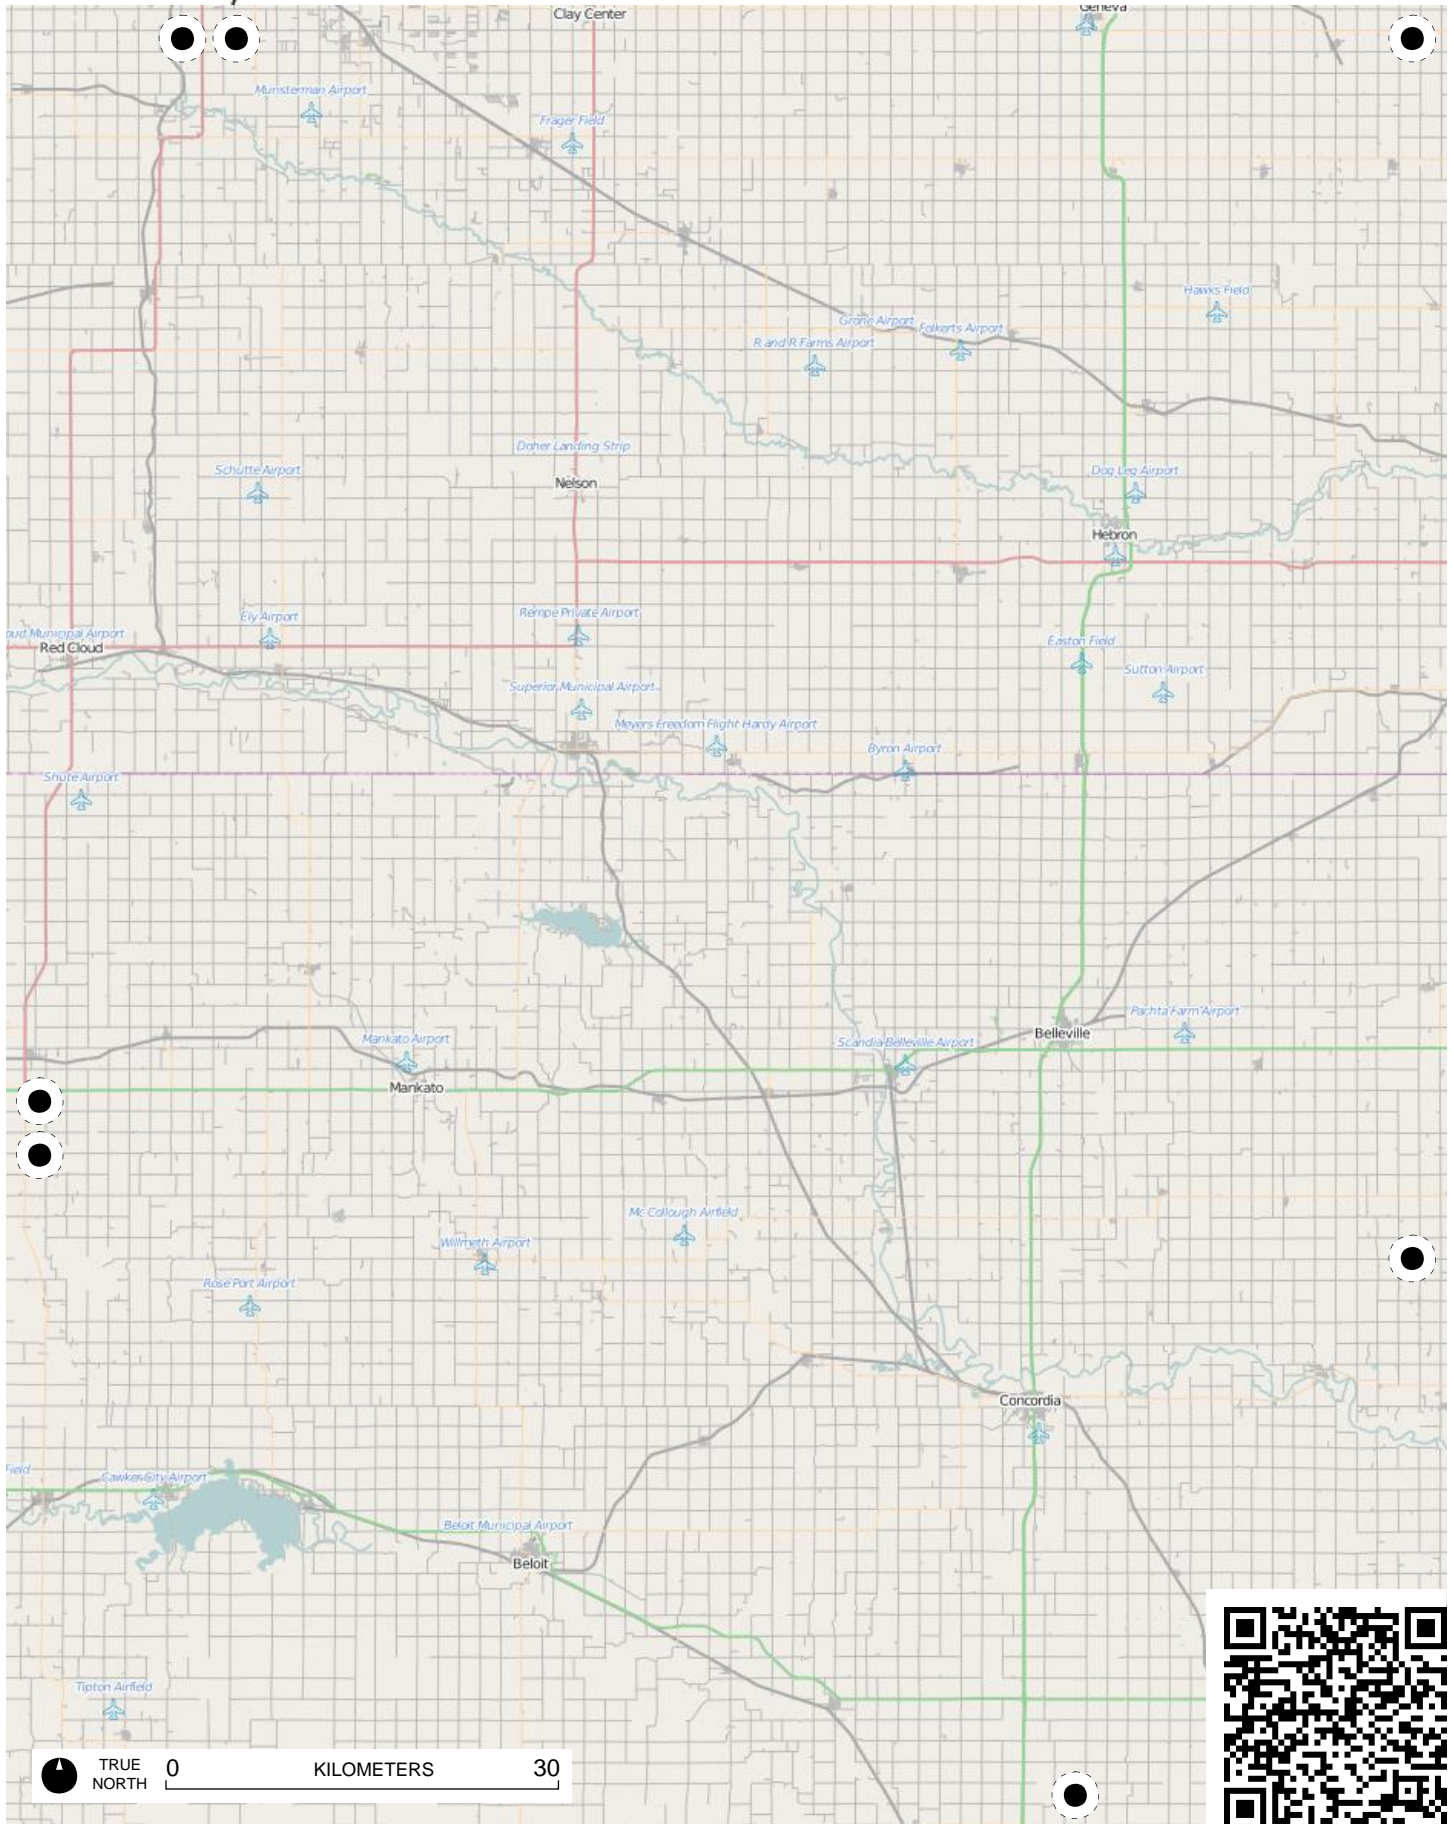 Clay Center
Geneva
Munsterman Airport
Frager Field
Hawks Field
Grone Airport
Folkerts Airport
R and R Farms Airport
Doher Landing Strip
Schutte Airport
Dog Leg Airport
Nelson
Hebron
Ely Airport
Rempe Private Airport
oud Municipal Airport
Red Cloud
Easton Field
Sutton Airport
Superior Municipal Airport
Meyers Freedom Flight Hardy Airport
Byron Airport
Shute Airport
Pachta Farm Airport
Belleville
Mankato Airport
Scandia-Belleville Airport
Mankato
Mc Collough Airfield
Willmeth Airport
Rose Port Airport
Concordia
Field
Cawker City Airport
Beloit Municipal Airport
Beloit
Tipton Airfield
TRUE
NORTH
0 KILOMETERS 30